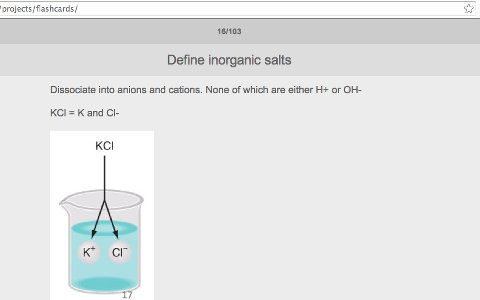 /projects/flashcards/
16/103
Define inorganic salts
Dissociate into anions and cations. None of which are either H+ or OH-
KCl = K and Cl-
KCl
K+ Cl−
17